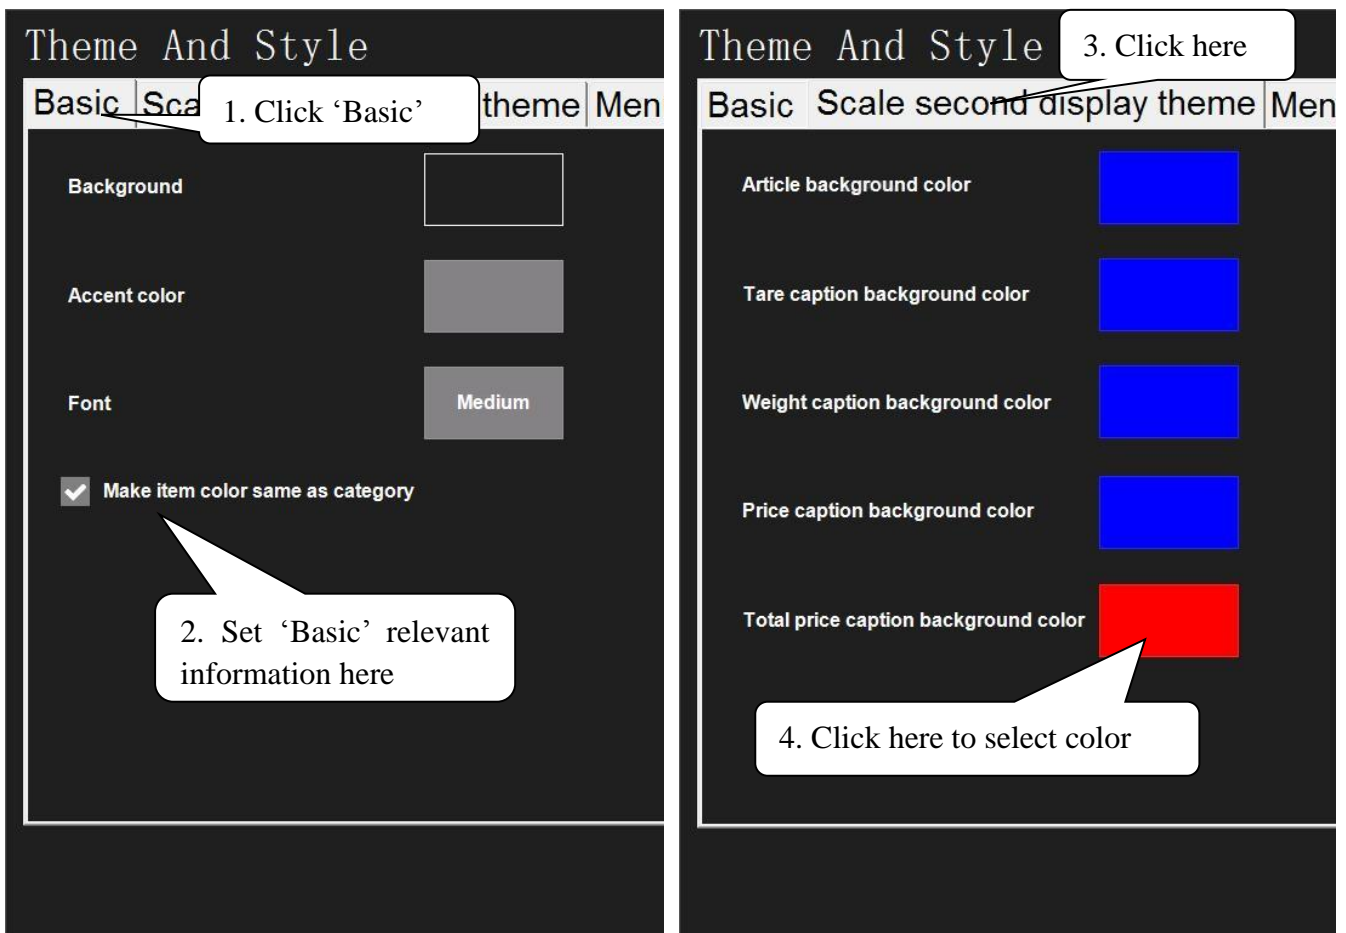 Theme And Style
Basic Sca theme Men
1. Click ‘Basic’
Background
Accent color
Font Medium
Make item color same as category
2. Set ‘Basic’ relevant
information here
Theme And Style
3. Click here
Basic Scale second display theme Men
Article background color
Tare caption background color
Weight caption background color
Price caption background color
Total price caption background color
4. Click here to select color